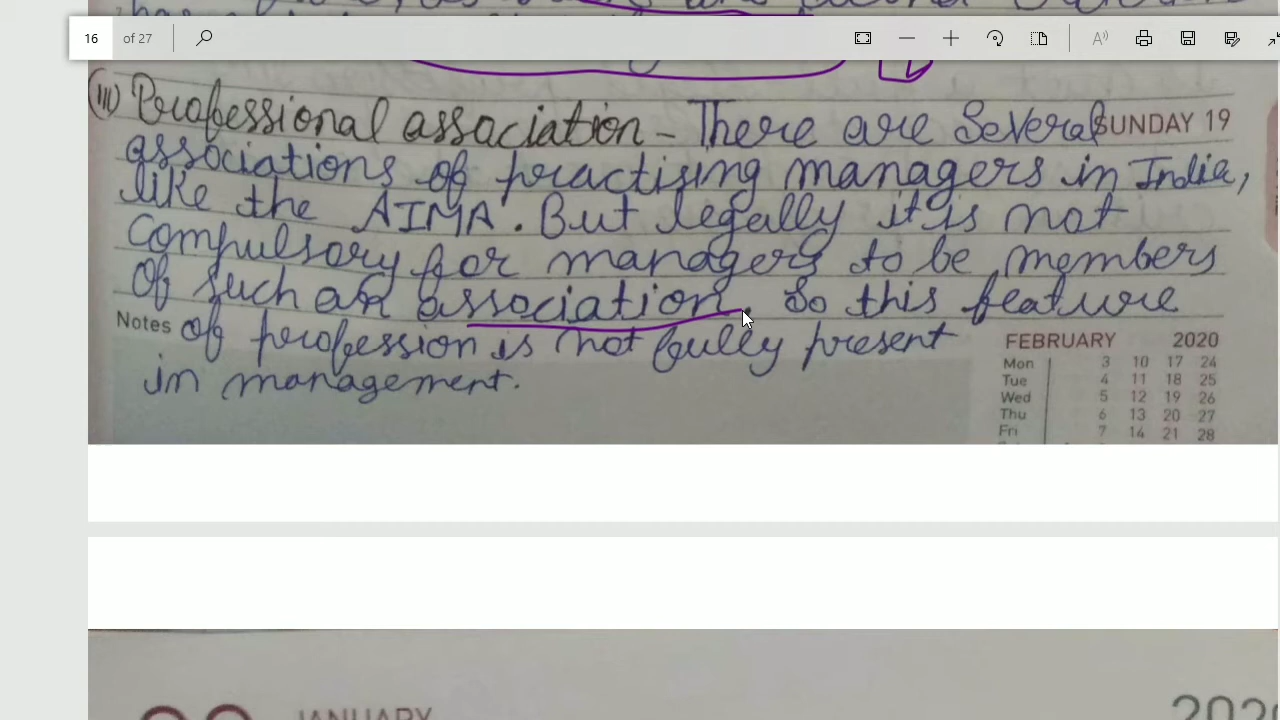 16 of 27
(III) Professional association - There are several
SUNDAY 19
associations of practising managers in India,
like the AIMA. But legally it is not
compulsory for managers to be members
of such an association. So this feature
Notes
of profession is not fully present
in management.
FEBRUARY 2020
Mon 3 10 17 24
Tue 4 11 18 25
Wed 5 12 19 26
Thu 6 13 20 27
Fri 7 14 21 28
JANUARY
2020